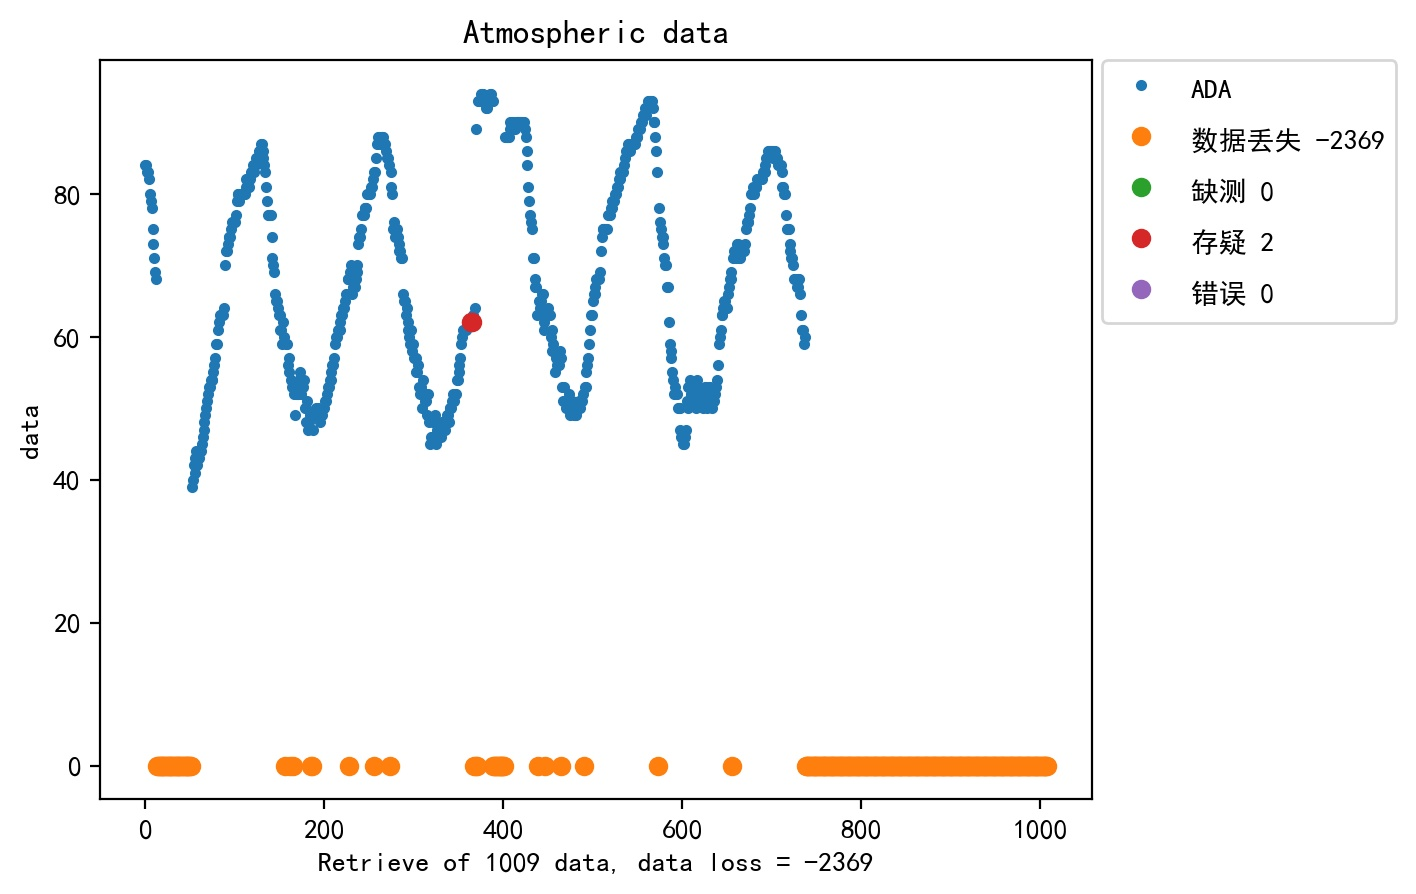 Atmospheric data
ADA
数据丢失 -2369
缺测 0
存疑 2
错误 0
data
80
60
40
20
0
0 200 400 600 800 1000
Retrieve of 1009 data, data loss = -2369